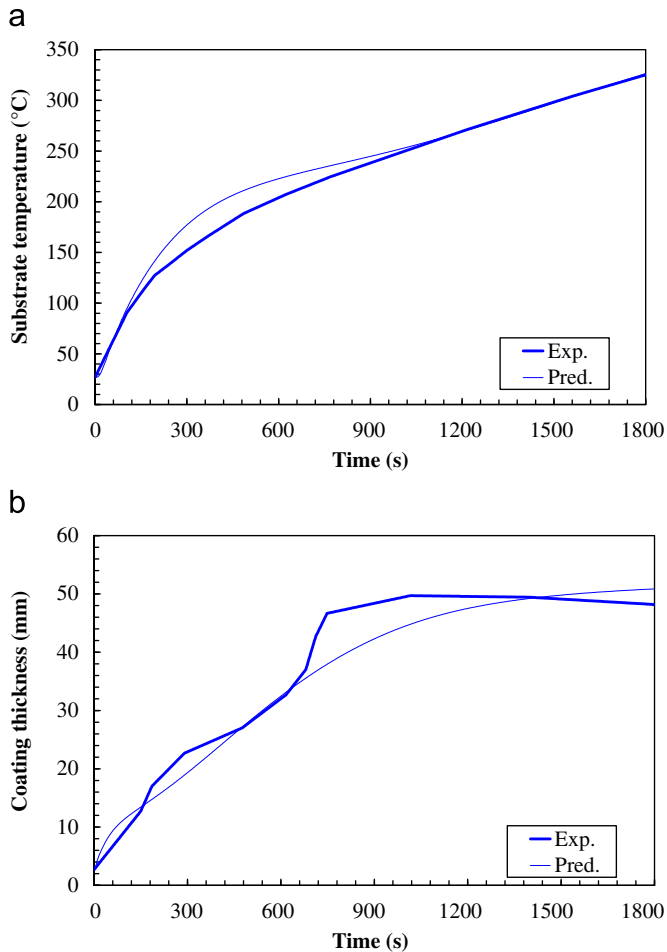 a
350
300
250
200
150
100
50
0
Substrate temperature (°C)
Exp.
Pred.
0 300 600 900 1200 1500 1800
Time (s)
b
60
50
40
30
20
10
0
Coating thickness (mm)
Exp.
Pred.
0 300 600 900 1200 1500 1800
Time (s)